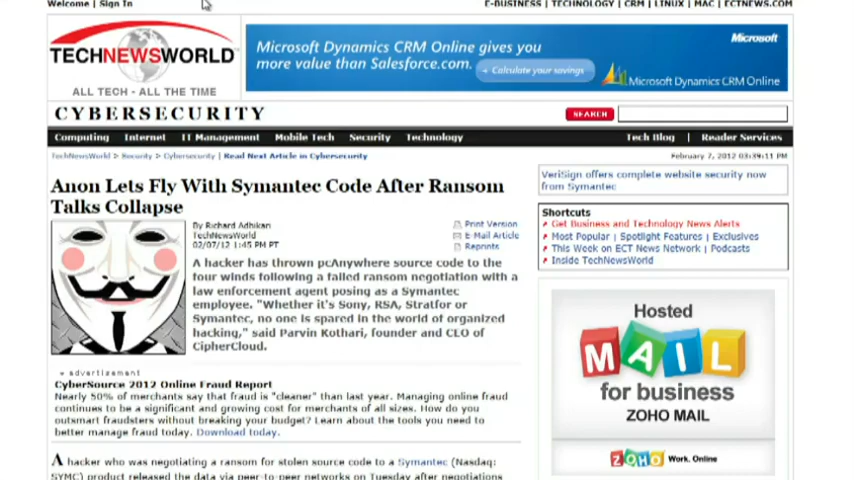 Welcome | Sign In
E-BUSINESS | TECHNOLOGY | CRM | LINUX | MAC | ECTNEWS.COM
TECHNEWSWORLD
ALL TECH - ALL THE TIME
Microsoft Dynamics CRM Online gives you
more value than Salesforce.com.
Calculate your savings
Microsoft
Microsoft Dynamics CRM Online
CYBERSECURITY
SEARCH
Computing Internet IT Management Mobile Tech Security Technology Tech Blog | Reader Services
TechNewsWorld > Security > Cybersecurity | Read Next Article in Cybersecurity
February 7, 2012 03:39:11 PM
Anon Lets Fly With Symantec Code After Ransom
Talks Collapse
By Richard Adhikari
TechNewsWorld
02/07/12 1:45 PM PT
Print Version
E-Mail Article
Reprints
A hacker has thrown pcAnywhere source code to the
four winds following a failed ransom negotiation with a
law enforcement agent posing as a Symantec
employee. "Whether it's Sony, RSA, Stratfor or
Symantec, no one is spared in the world of organized
hacking," said Parvin Kothari, founder and CEO of
CipherCloud.
advertisement
CyberSource 2012 Online Fraud Report
Nearly 50% of merchants say that fraud is "cleaner" than last year. Managing online fraud
continues to be a significant and growing cost for merchants of all sizes. How do you
outsmart fraudsters without breaking your budget? Learn about the tools you need to
better manage fraud today. Download today.
A hacker who was negotiating a ransom for stolen source code to a Symantec (Nasdaq:
SYMC) product released the data via peer-to-peer networks on Tuesday after negotiations
VeriSign offers complete website security now
from Symantec
Shortcuts
Get Business and Technology News Alerts
Most Popular | Spotlight Features | Exclusives
This Week on ECT News Network | Podcasts
Inside TechNewsWorld
Hosted
MAIL
for business
ZOHO MAIL
ZOHO Work. Online